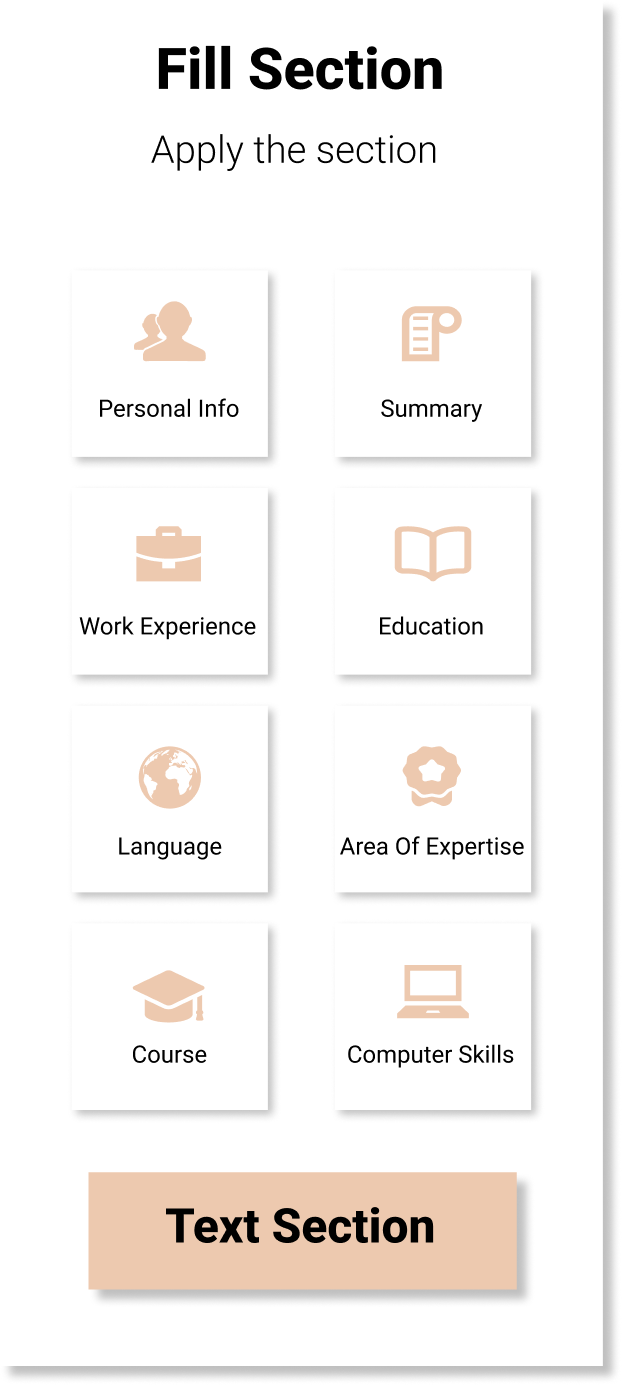 Fill Section
Apply the section
Personal Info
Summary
Work Experience
Education
Language
Area Of Expertise
Course
Computer Skills
Text Section